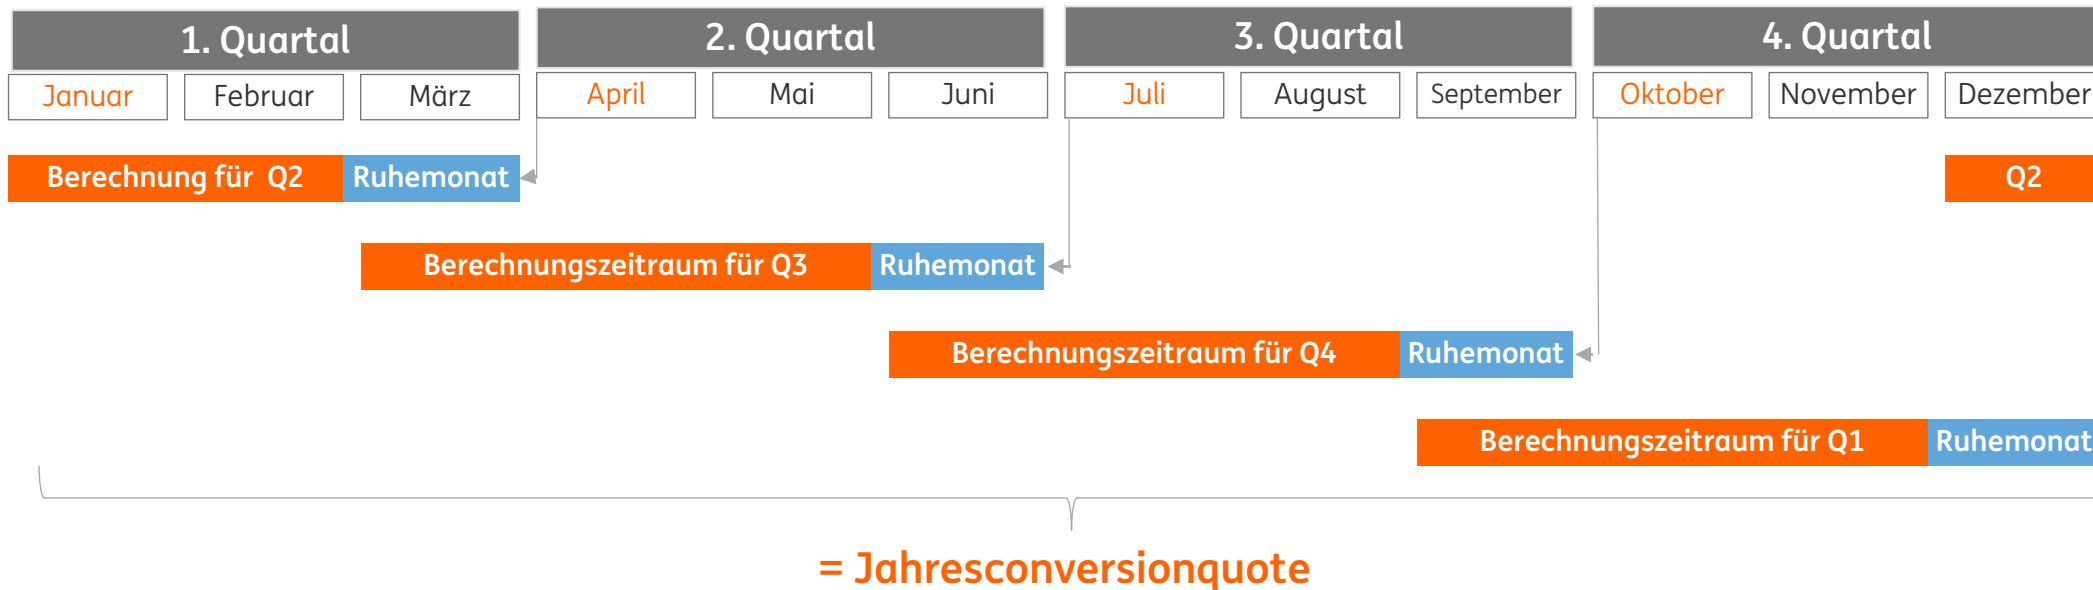 1. Quartal 2. Quartal 3. Quartal 4. Quartal
Januar Februar März April Mai Juni Juli August September Oktober November Dezember
Berechnung für Q2 Ruhemonat Q2
Berechnungszeitraum für Q3 Ruhemonat
Berechnungszeitraum für Q4 Ruhemonat
Berechnungszeitraum für Q1 Ruhemonat
= Jahresconversionquote